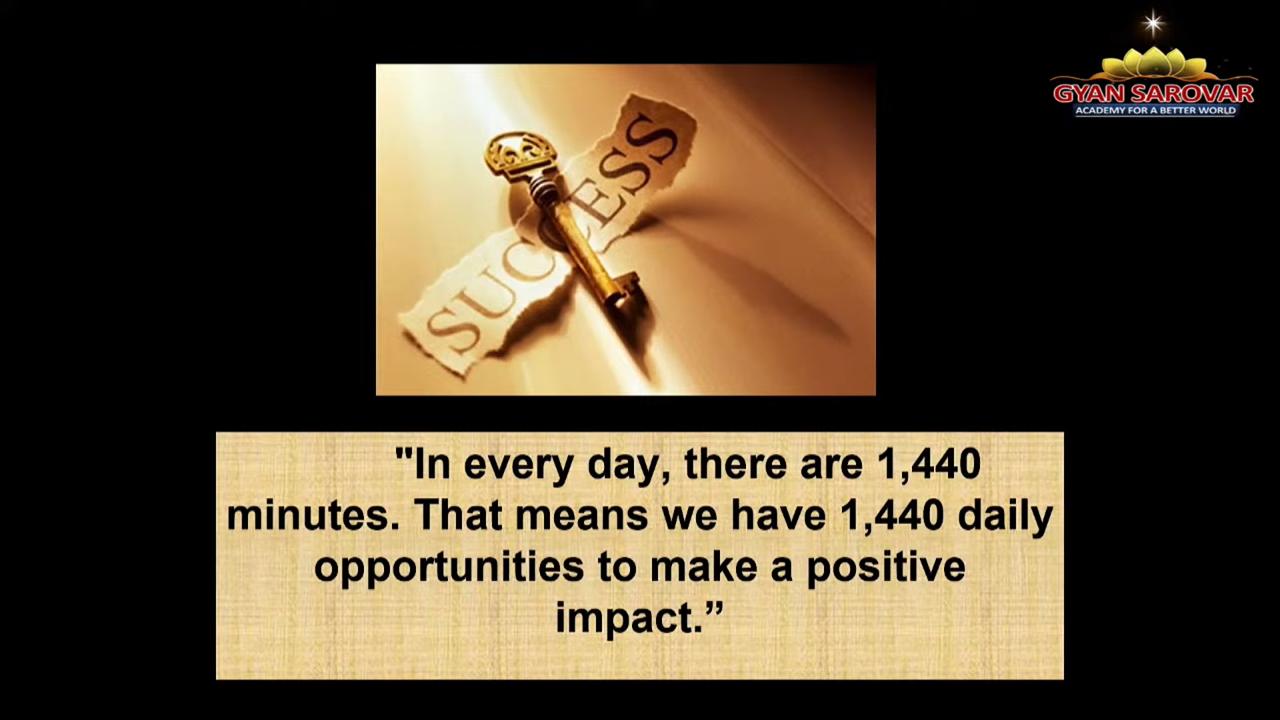 GYAN SAROVAR
ACADEMY FOR A BETTER WORLD
SUCCESS
"In every day, there are 1,440
minutes. That means we have 1,440 daily
opportunities to make a positive
impact.”